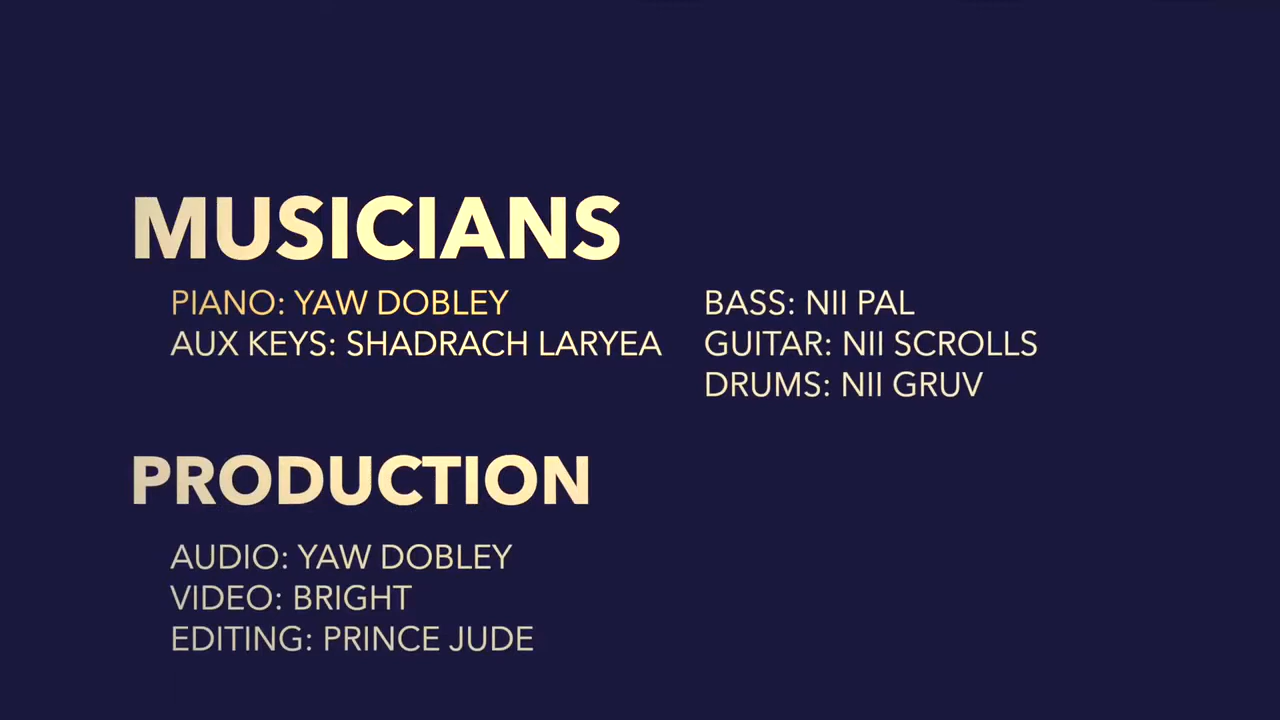 MUSICIANS
PIANO: YAW DOBLEY
AUX KEYS: SHADRACH LARYEA
BASS: NII PAL
GUITAR: NII SCROLLS
DRUMS: NII GRUV
PRODUCTION
AUDIO: YAW DOBLEY
VIDEO: BRIGHT
EDITING: PRINCE JUDE